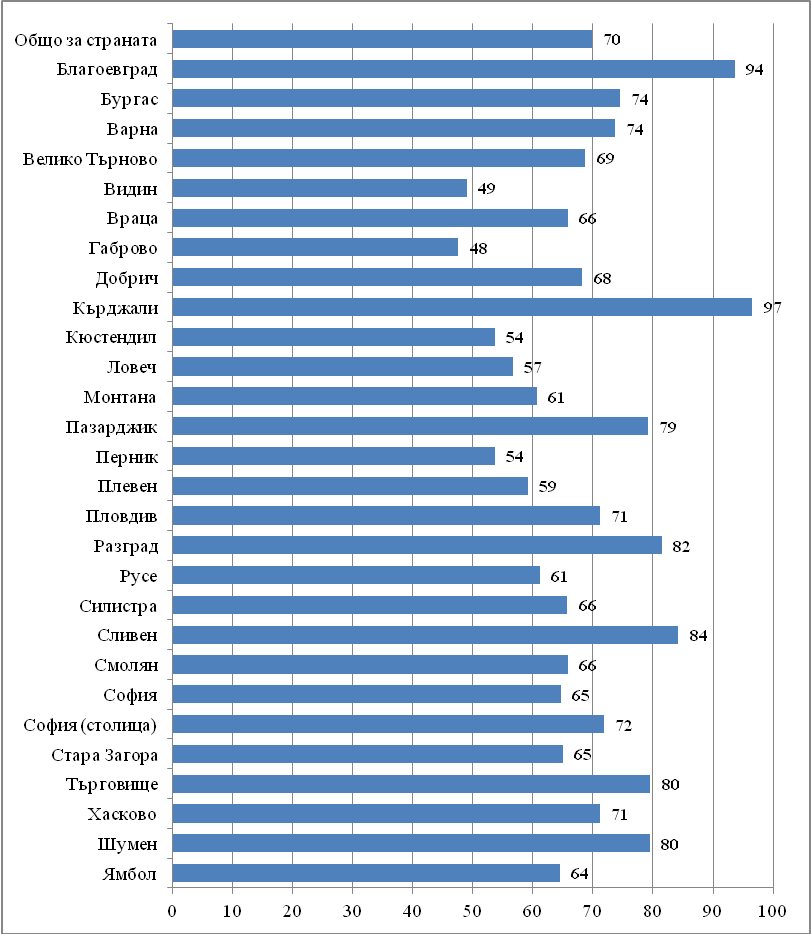 Общо за страната 70
Благоевград 94
Бургас 74
Варна 74
Велико Търново 69
Видин 49
Враца 66
Габрово 48
Добрич 68
Кърджали 97
Кюстендил 54
Ловеч 57
Монтана 61
Пазарджик 79
Перник 54
Плевен 59
Пловдив 71
Разград 82
Русе 61
Силистра 66
Сливен 84
Смолян 66
София 65
София (столица) 72
Стара Загора 65
Търговище 80
Хасково 71
Шумен 80
Ямбол 64
0 10 20 30 40 50 60 70 80 90 100